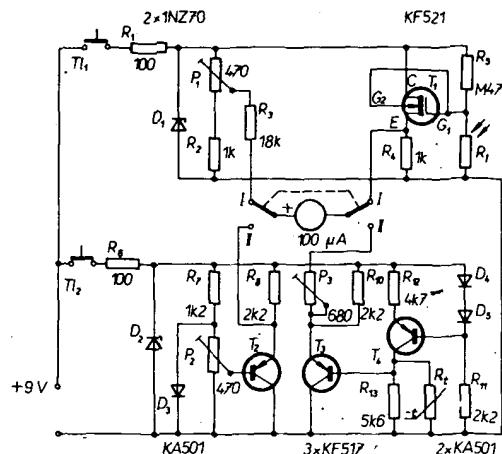 2×1NZ70 KF521
R1 100
Tl1
P1 470
R3 18k
D1
R2 1k
G2 C T1 G1
E
R4 1k
R5 M47
R1
I + I
100 µA
II II
Tl2
R6 100
R7 1k2
R8 2k2
P3 680
R10 2k2
R12 4k7
D4
D5
D2
P2 470
T2
T3
T4
+9V
D3
R13 5k6
-t Rt
R11 2k2
KA501 3×KF517 2×KA501